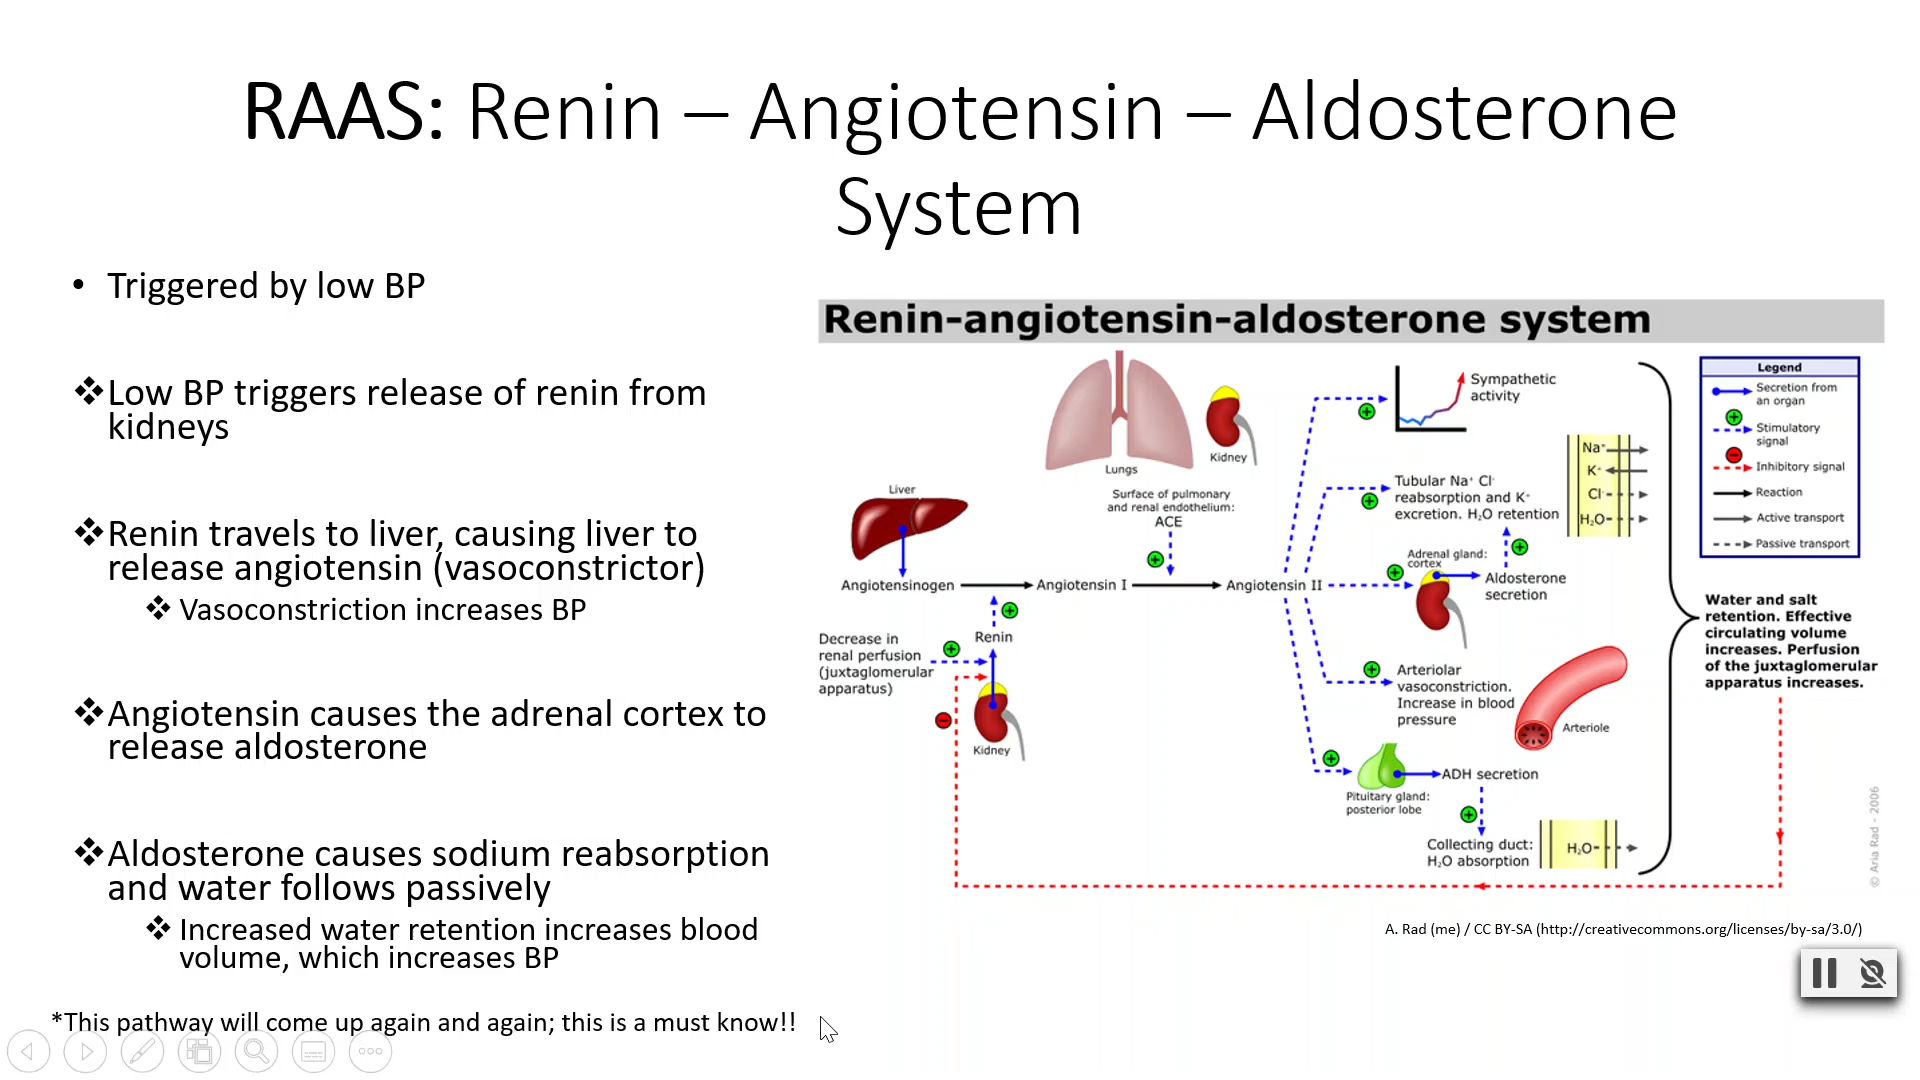 RAAS: Renin – Angiotensin – Aldosterone
System
• Triggered by low BP
❖Low BP triggers release of renin from
kidneys
❖Renin travels to liver, causing liver to
release angiotensin (vasoconstrictor)
❖ Vasoconstriction increases BP
❖Angiotensin causes the adrenal cortex to
release aldosterone
❖Aldosterone causes sodium reabsorption
and water follows passively
❖ Increased water retention increases blood
volume, which increases BP
*This pathway will come up again and again; this is a must know!!
Renin-angiotensin-aldosterone system
Lungs
Kidney
Surface of pulmonary
and renal endothelium:
ACE
Liver
Angiotensinogen
Angiotensin I
Angiotensin II
Decrease in
renal perfusion
(juxtaglomerular
apparatus)
Renin
Kidney
Sympathetic
activity
Tubular Na⁺ Cl⁻
reabsorption and K⁺
excretion. H₂O retention
Na⁺
K⁺
Cl⁻
H₂O
Adrenal gland:
cortex
Aldosterone
secretion
Arteriolar
vasoconstriction.
Increase in blood
pressure
Arteriole
Pituitary gland:
posterior lobe
ADH secretion
Collecting duct:
H₂O absorption
H₂O
Legend
Secretion from
an organ
Stimulatory
signal
Inhibitory signal
Reaction
Active transport
Passive transport
Water and salt
retention. Effective
circulating volume
increases. Perfusion
of the juxtaglomerular
apparatus increases.
© Aria Rad - 2006
A. Rad (me) / CC BY-SA (http://creativecommons.org/licenses/by-sa/3.0/)